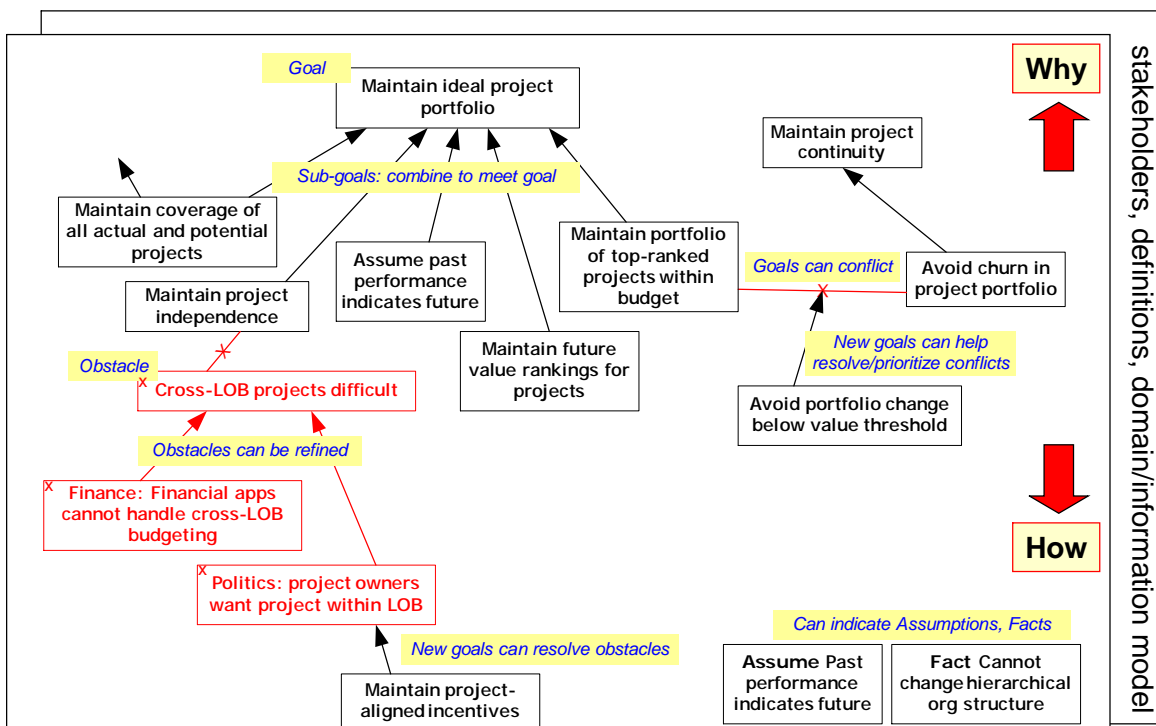 Goal
Maintain ideal project
portfolio
Why
Maintain project
continuity
Sub-goals: combine to meet goal
Maintain coverage of
all actual and potential
projects
Assume past
performance
indicates future
Maintain portfolio
of top-ranked
projects within
budget
Goals can conflict
Avoid churn in
project portfolio
Maintain project
independence
New goals can help
resolve/prioritize conflicts
Maintain future
value rankings for
projects
Obstacle
x
Cross-LOB projects difficult
Avoid portfolio change
below value threshold
Obstacles can be refined
x
Finance: Financial apps
cannot handle cross-LOB
budgeting
How
x
Politics: project owners
want project within LOB
Can indicate Assumptions, Facts
New goals can resolve obstacles
Assume Past
performance
indicates future
Fact Cannot
change hierarchical
org structure
Maintain project-
aligned incentives
stakeholders, definitions, domain/information model